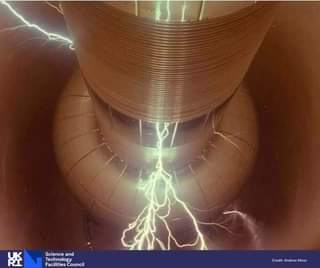 UK
RI
Science and
Technology
Facilities Council